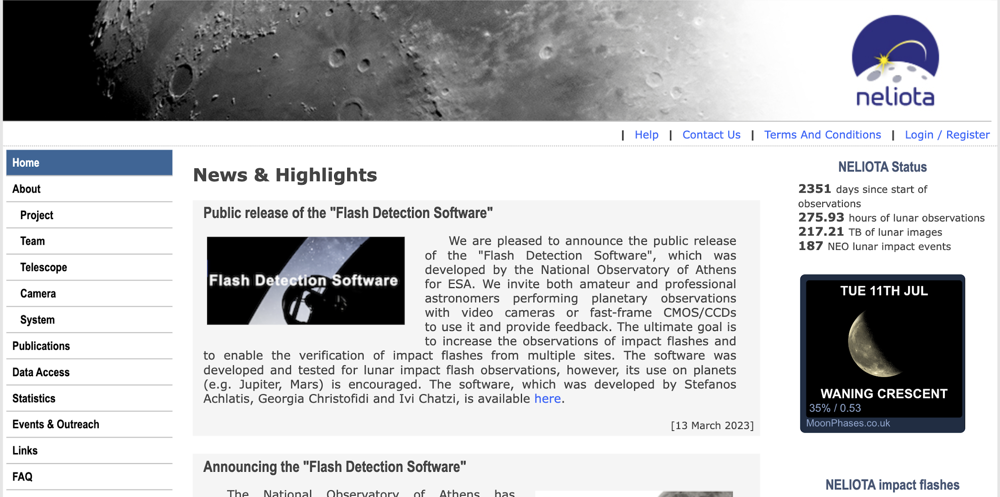 neliota
| Help | Contact Us | Terms And Conditions | Login / Register
Home
About
Project
Team
Telescope
Camera
System
Publications
Data Access
Statistics
Events & Outreach
Links
FAQ
News & Highlights
Public release of the "Flash Detection Software"
Flash Detection Software
We are pleased to announce the public release
of the "Flash Detection Software", which was
developed by the National Observatory of Athens
for ESA. We invite both amateur and professional
astronomers performing planetary observations
with video cameras or fast-frame CMOS/CCDs
to use it and provide feedback. The ultimate goal is
to increase the observations of impact flashes and
to enable the verification of impact flashes from multiple sites. The software was
developed and tested for lunar impact flash observations, however, its use on planets
(e.g. Jupiter, Mars) is encouraged. The software, which was developed by Stefanos
Achlatis, Georgia Christofidi and Ivi Chatzi, is available here.
[13 March 2023]
Announcing the "Flash Detection Software"
The National Observatory of Athens has
NELIOTA Status
2351 days since start of
observations
275.93 hours of lunar observations
217.21 TB of lunar images
187 NEO lunar impact events
TUE 11TH JUL
WANING CRESCENT
35% / 0.53
MoonPhases.co.uk
NELIOTA impact flashes